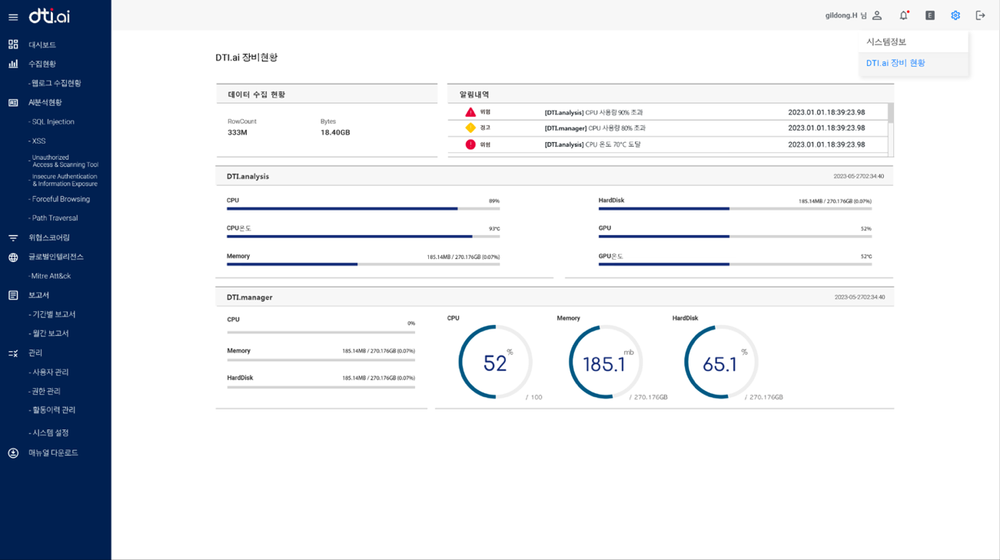 dti.ai
gildong.H 님
E
시스템정보
DTI.ai 장비 현황
대시보드
수집현황
- 웹로그 수집현황
AI분석현황
- SQL Injection
- XSS
- Unauthorized
Access & Scanning Tool
- Insecure Authentication
& Information Exposure
- Forceful Browsing
- Path Traversal
위협스코어링
글로벌인텔리전스
-Mitre Att&ck
보고서
- 기간별 보고서
- 월간 보고서
관리
- 사용자 관리
- 권한 관리
- 활동이력 관리
- 시스템 설정
매뉴얼 다운로드
DTI.ai 장비현황
데이터 수집 현황
RowCount
333M
Bytes
18.40GB
알림내역
위험 [DTI.analysis] CPU 사용량 90% 초과 2023.01.01.18:39:23.98
경고 [DTI.manager] CPU 사용량 80% 초과 2023.01.01.18:39:23.98
위험 [DTI.analysis] CPU 온도 70°C 도달 2023.01.01.18:39:23.98
DTI.analysis 2023-05-2702:34:40
CPU 89%
CPU온도 93°C
Memory 185.14MB / 270.176GB (0.07%)
HardDisk 185.14MB / 270.176GB (0.07%)
GPU 52%
GPU온도 52°C
DTI.manager 2023-05-2702:34:40
CPU 0%
Memory 185.14MB / 270.176GB (0.07%)
HardDisk 185.14MB / 270.176GB (0.07%)
CPU
52 %
/ 100
Memory
185.1 mb
/ 270.176GB
HardDisk
65.1 %
/ 270.176GB